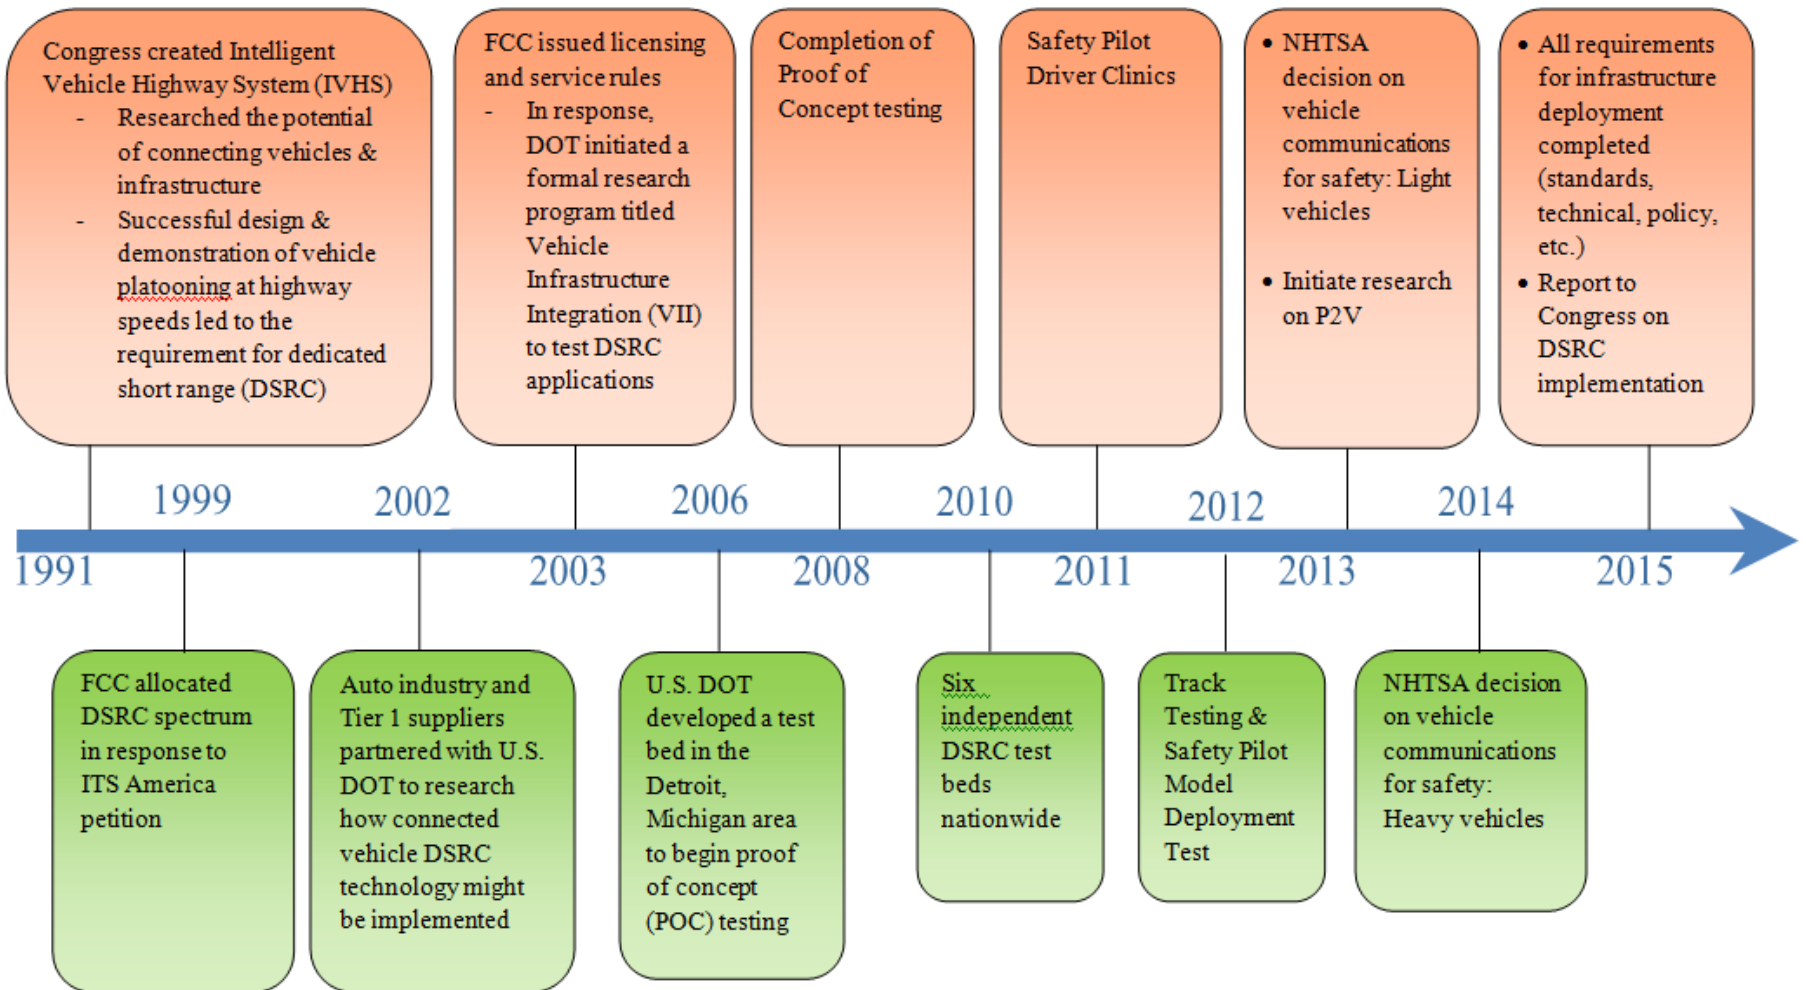 Congress created Intelligent
Vehicle Highway System (IVHS)
- Researched the potential
of connecting vehicles &
infrastructure
- Successful design &
demonstration of vehicle
platooning at highway
speeds led to the
requirement for dedicated
short range (DSRC)
FCC issued licensing
and service rules
- In response,
DOT initiated a
formal research
program titled
Vehicle
Infrastructure
Integration (VII)
to test DSRC
applications
Completion of
Proof of
Concept testing
Safety Pilot
Driver Clinics
• NHTSA
decision on
vehicle
communications
for safety: Light
vehicles
• Initiate research
on P2V
• All requirements
for infrastructure
deployment
completed
(standards,
technical, policy,
etc.)
• Report to
Congress on
DSRC
implementation
1999
2002
2006
2010
2012
2014
1991
2003
2008
2011
2013
2015
FCC allocated
DSRC spectrum
in response to
ITS America
petition
Auto industry and
Tier 1 suppliers
partnered with U.S.
DOT to research
how connected
vehicle DSRC
technology might
be implemented
U.S. DOT
developed a test
bed in the
Detroit,
Michigan area
to begin proof
of concept
(POC) testing
Six
independent
DSRC test
beds
nationwide
Track
Testing &
Safety Pilot
Model
Deployment
Test
NHTSA decision
on vehicle
communications
for safety:
Heavy vehicles